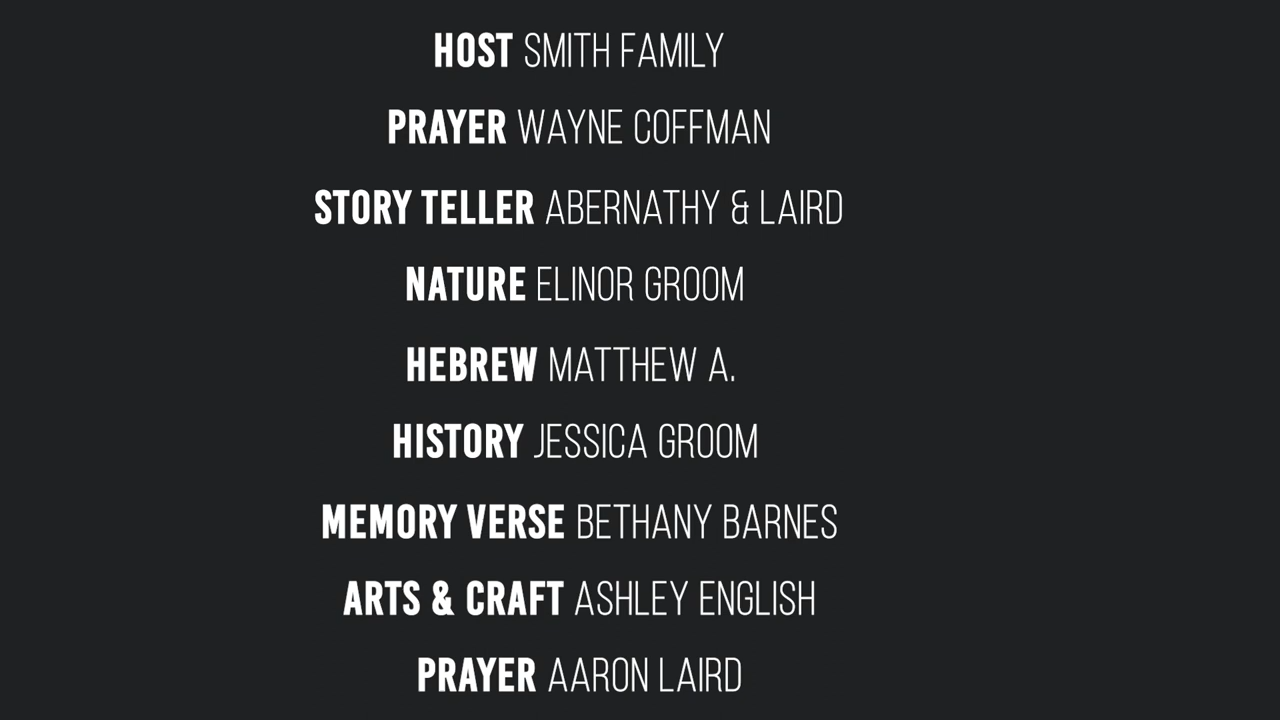 HOST SMITH FAMILY
PRAYER WAYNE COFFMAN
STORY TELLER ABERNATHY & LAIRD
NATURE ELINOR GROOM
HEBREW MATTHEW A.
HISTORY JESSICA GROOM
MEMORY VERSE BETHANY BARNES
ARTS & CRAFT ASHLEY ENGLISH
PRAYER AARON LAIRD